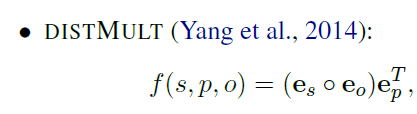 • DISTMULT (Yang et al., 2014):
f(s, p, o) = (e_s ∘ e_o)e_p^T,